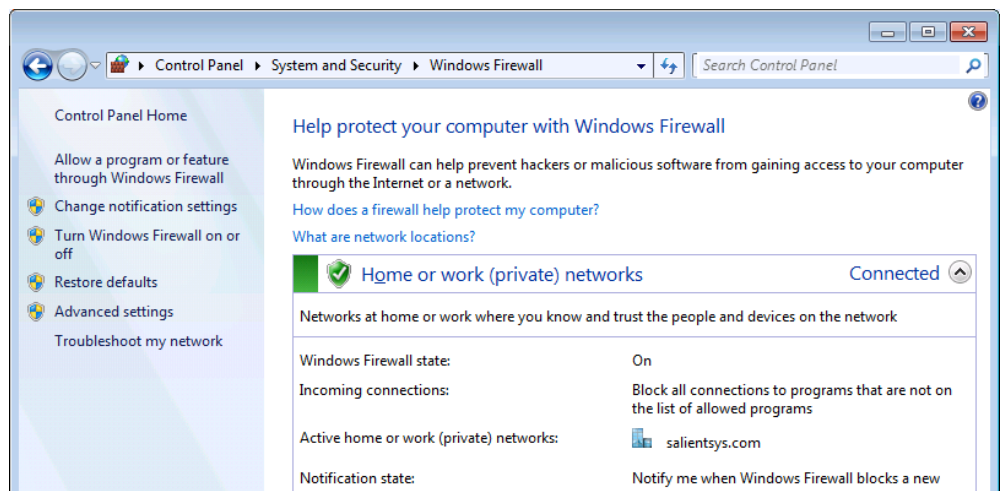 Control Panel ▸ System and Security ▸ Windows Firewall
Search Control Panel
Control Panel Home
Allow a program or feature
through Windows Firewall
Change notification settings
Turn Windows Firewall on or
off
Restore defaults
Advanced settings
Troubleshoot my network
Help protect your computer with Windows Firewall
Windows Firewall can help prevent hackers or malicious software from gaining access to your computer
through the Internet or a network.
How does a firewall help protect my computer?
What are network locations?
Home or work (private) networks Connected
Networks at home or work where you know and trust the people and devices on the network
Windows Firewall state: On
Incoming connections: Block all connections to programs that are not on
the list of allowed programs
Active home or work (private) networks: salientsys.com
Notification state: Notify me when Windows Firewall blocks a new